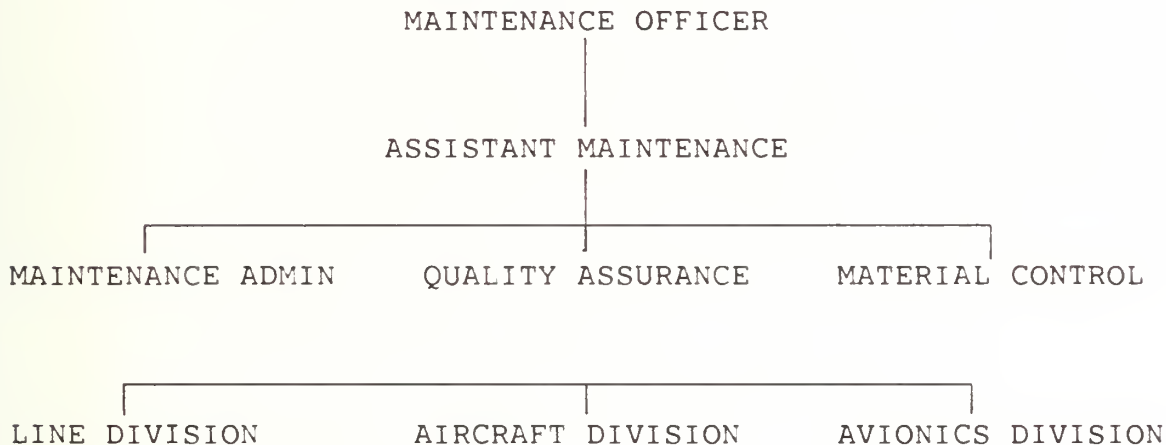 MAINTENANCE OFFICER
ASSISTANT MAINTENANCE
MAINTENANCE ADMIN QUALITY ASSURANCE MATERIAL CONTROL
LINE DIVISION AIRCRAFT DIVISION AVIONICS DIVISION